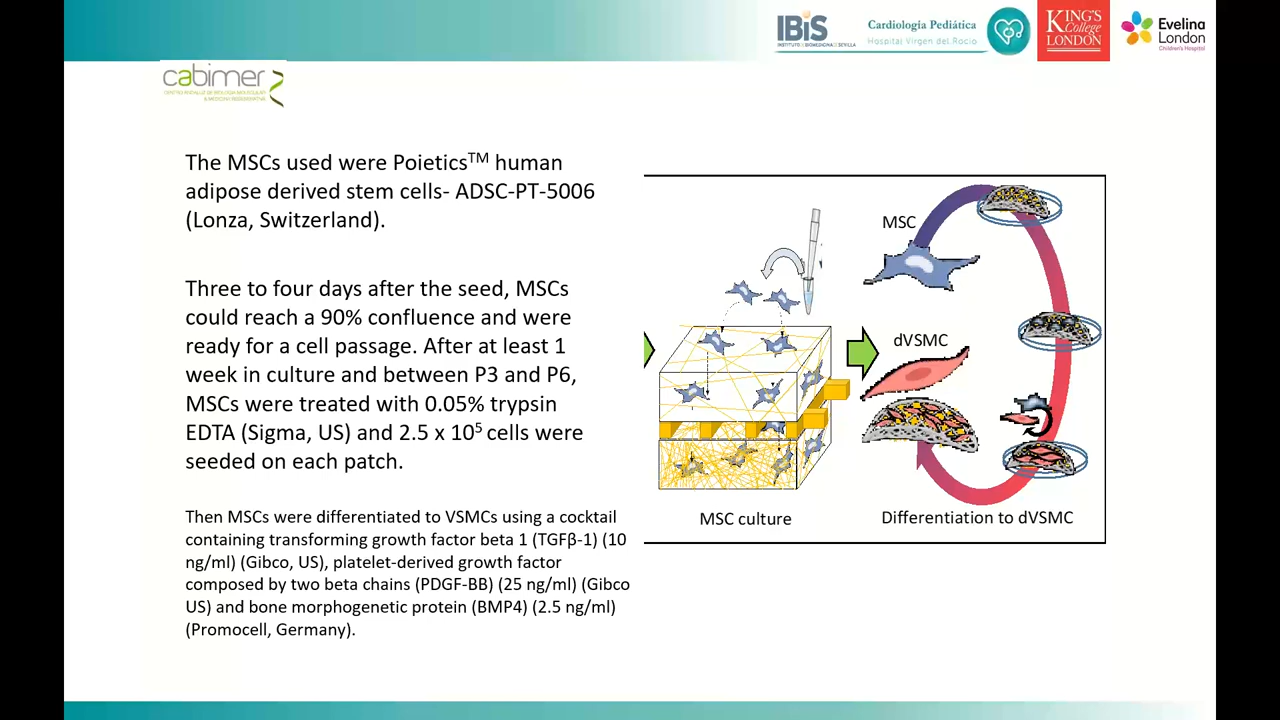 IBiS
INSTITUTO DE BIOMEDICINA DE SEVILLA
Cardiología Pediátrica
Hospital Virgen del Rocío
KING'S
College
LONDON
Evelina
London
Children's Hospital
cabimer
The MSCs used were Poietics™ human
adipose derived stem cells- ADSC-PT-5006
(Lonza, Switzerland).
Three to four days after the seed, MSCs
could reach a 90% confluence and were
ready for a cell passage. After at least 1
week in culture and between P3 and P6,
MSCs were treated with 0.05% trypsin
EDTA (Sigma, US) and 2.5 x 10⁵ cells were
seeded on each patch.
Then MSCs were differentiated to VSMCs using a cocktail
containing transforming growth factor beta 1 (TGFβ-1) (10
ng/ml) (Gibco, US), platelet-derived growth factor
composed by two beta chains (PDGF-BB) (25 ng/ml) (Gibco
US) and bone morphogenetic protein (BMP4) (2.5 ng/ml)
(Promocell, Germany).
MSC
dVSMC
MSC culture
Differentiation to dVSMC